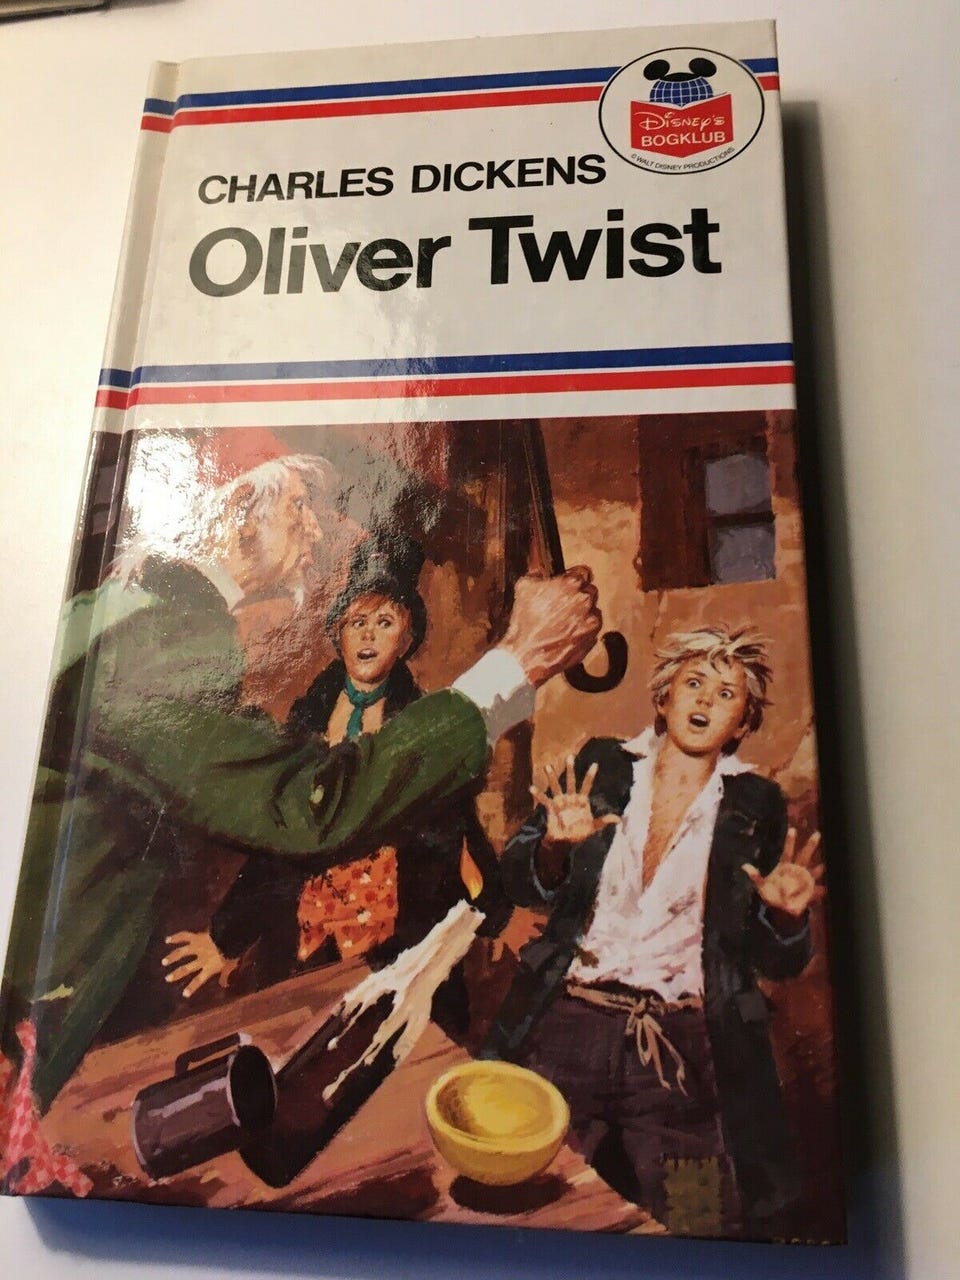 Disney's
BOGKLUB
© WALT DISNEY PRODUCTIONS
CHARLES DICKENS
Oliver Twist